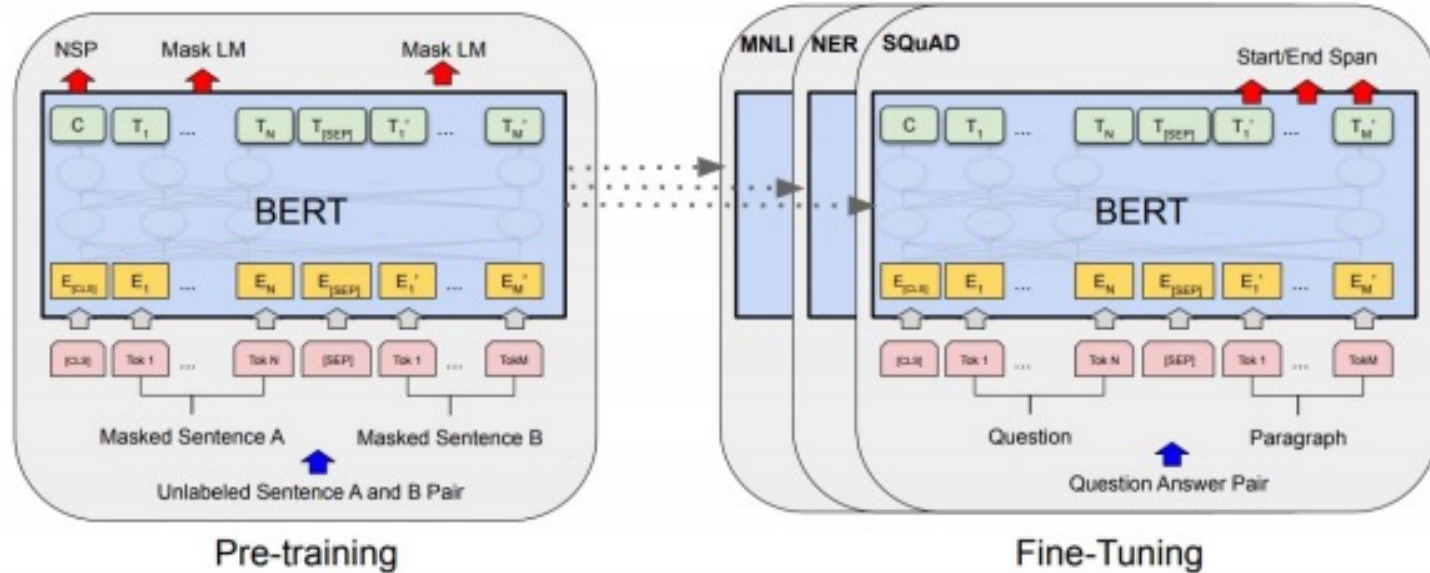 NSP Mask LM Mask LM
C T1 ... TN T[SEP] T1' ... TM'
BERT
E[CLS] E1 ... EN E[SEP] E1' ... EM'
[CLS] Tok 1 ... Tok N [SEP] Tok 1 ... TokM
Masked Sentence A Masked Sentence B
Unlabeled Sentence A and B Pair
Pre-training
MNLI NER SQuAD
Start/End Span
C T1 ... TN T[SEP] T1' ... TM'
BERT
E[CLS] E1 ... EN E[SEP] E1' ... EM'
[CLS] Tok 1 ... Tok N [SEP] Tok 1 ... TokM
Question Paragraph
Question Answer Pair
Fine-Tuning